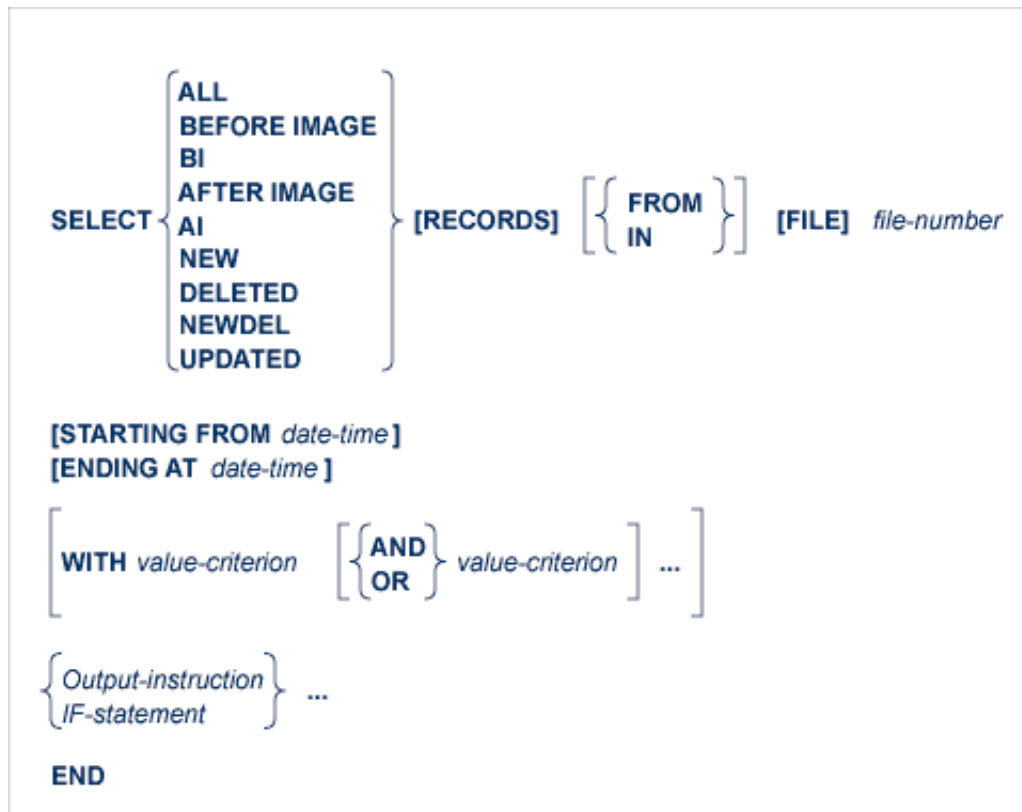 ALL
BEFORE IMAGE
BI
AFTER IMAGE
SELECT AI [RECORDS] FROM IN [FILE] file-number
NEW
DELETED
NEWDEL
UPDATED
[STARTING FROM date-time]
[ENDING AT date-time]
WITH value-criterion AND OR value-criterion ...
Output-instruction ...
IF-statement
END